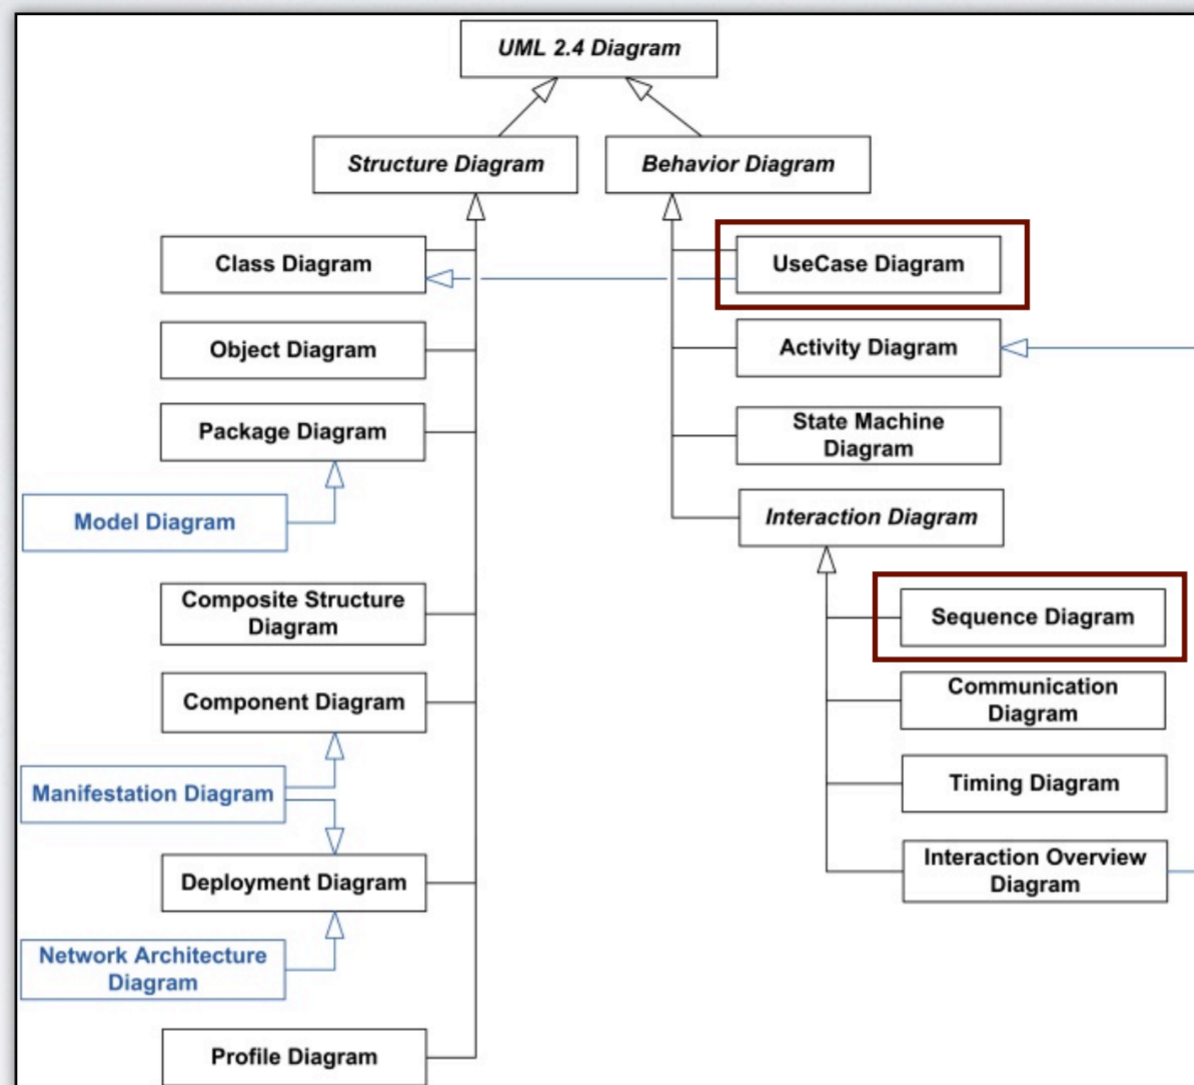 UML 2.4 Diagram
Structure Diagram
Behavior Diagram
Class Diagram
UseCase Diagram
Object Diagram
Activity Diagram
Package Diagram
State Machine
Diagram
Model Diagram
Interaction Diagram
Composite Structure
Diagram
Sequence Diagram
Component Diagram
Communication
Diagram
Manifestation Diagram
Timing Diagram
Deployment Diagram
Interaction Overview
Diagram
Network Architecture
Diagram
Profile Diagram